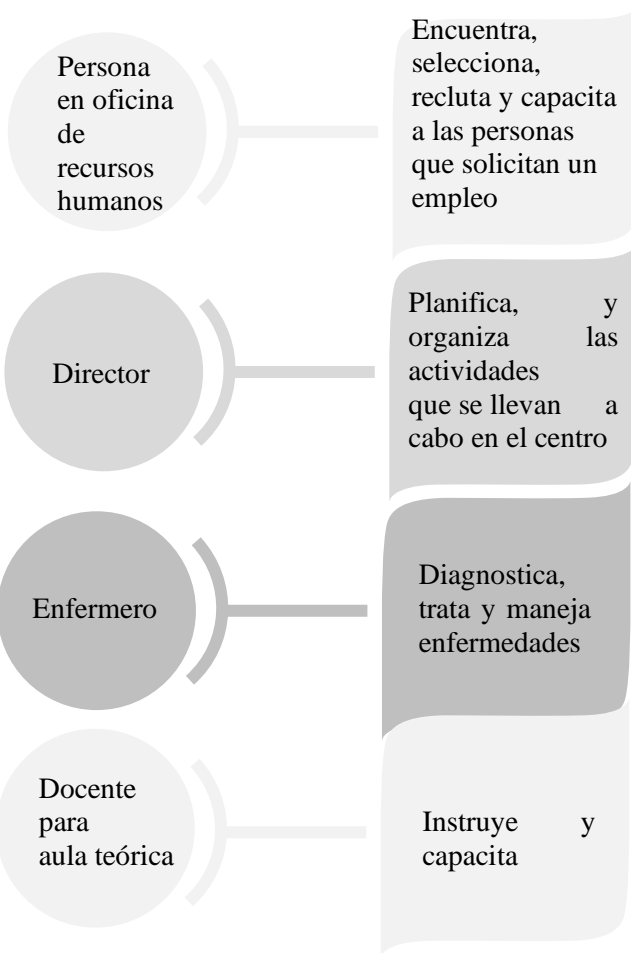 Persona
en oficina
de
recursos
humanos
Encuentra,
selecciona,
recluta y capacita
a las personas
que solicitan un
empleo
Director
Planifica, y
organiza las
actividades
que se llevan a
cabo en el centro
Enfermero
Diagnostica,
trata y maneja
enfermedades
Docente
para
aula teórica
Instruye y
capacita